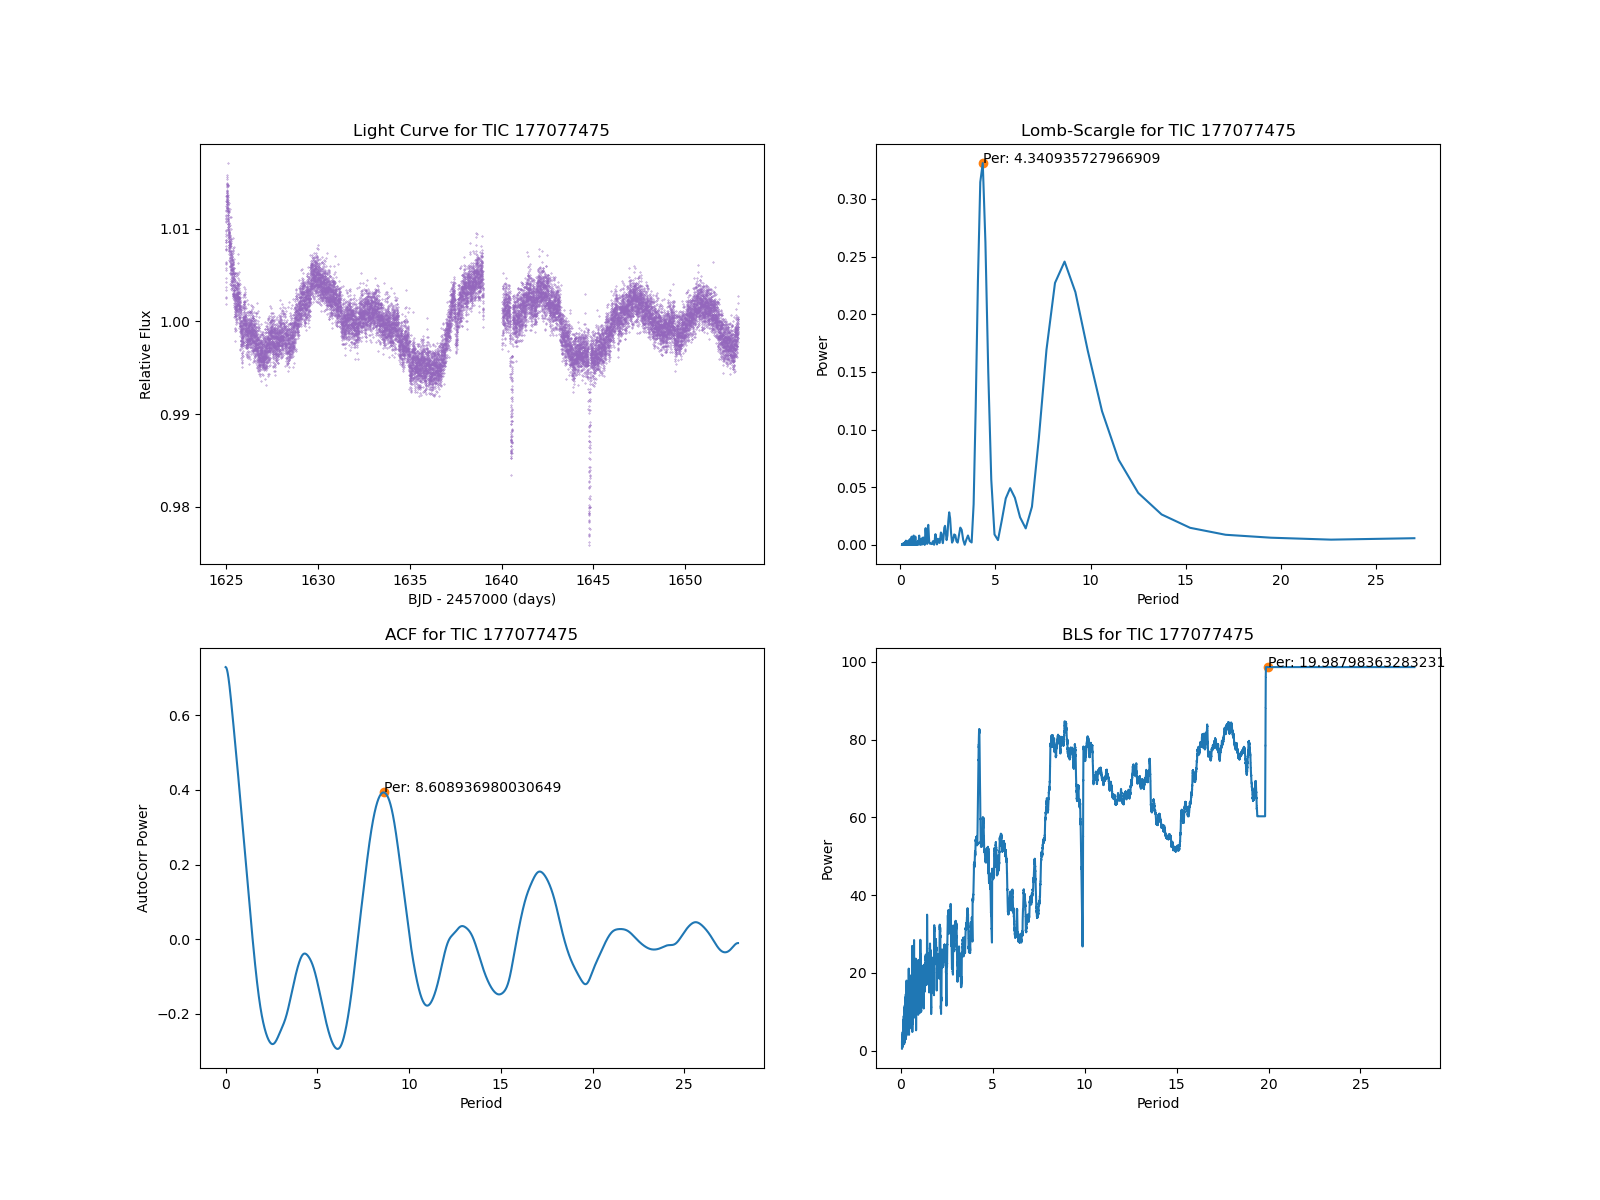 Light Curve for TIC 177077475
Relative Flux
1.01
1.00
0.99
0.98
1625 1630 1635 1640 1645 1650
BJD - 2457000 (days)
Lomb-Scargle for TIC 177077475
Per: 4.340935727966909
Power
0.30
0.25
0.20
0.15
0.10
0.05
0.00
0 5 10 15 20 25
Period
ACF for TIC 177077475
Per: 8.608936980030649
AutoCorr Power
0.6
0.4
0.2
0.0
−0.2
0 5 10 15 20 25
Period
BLS for TIC 177077475
Per: 19.98798363283231
Power
100
80
60
40
20
0
0 5 10 15 20 25
Period